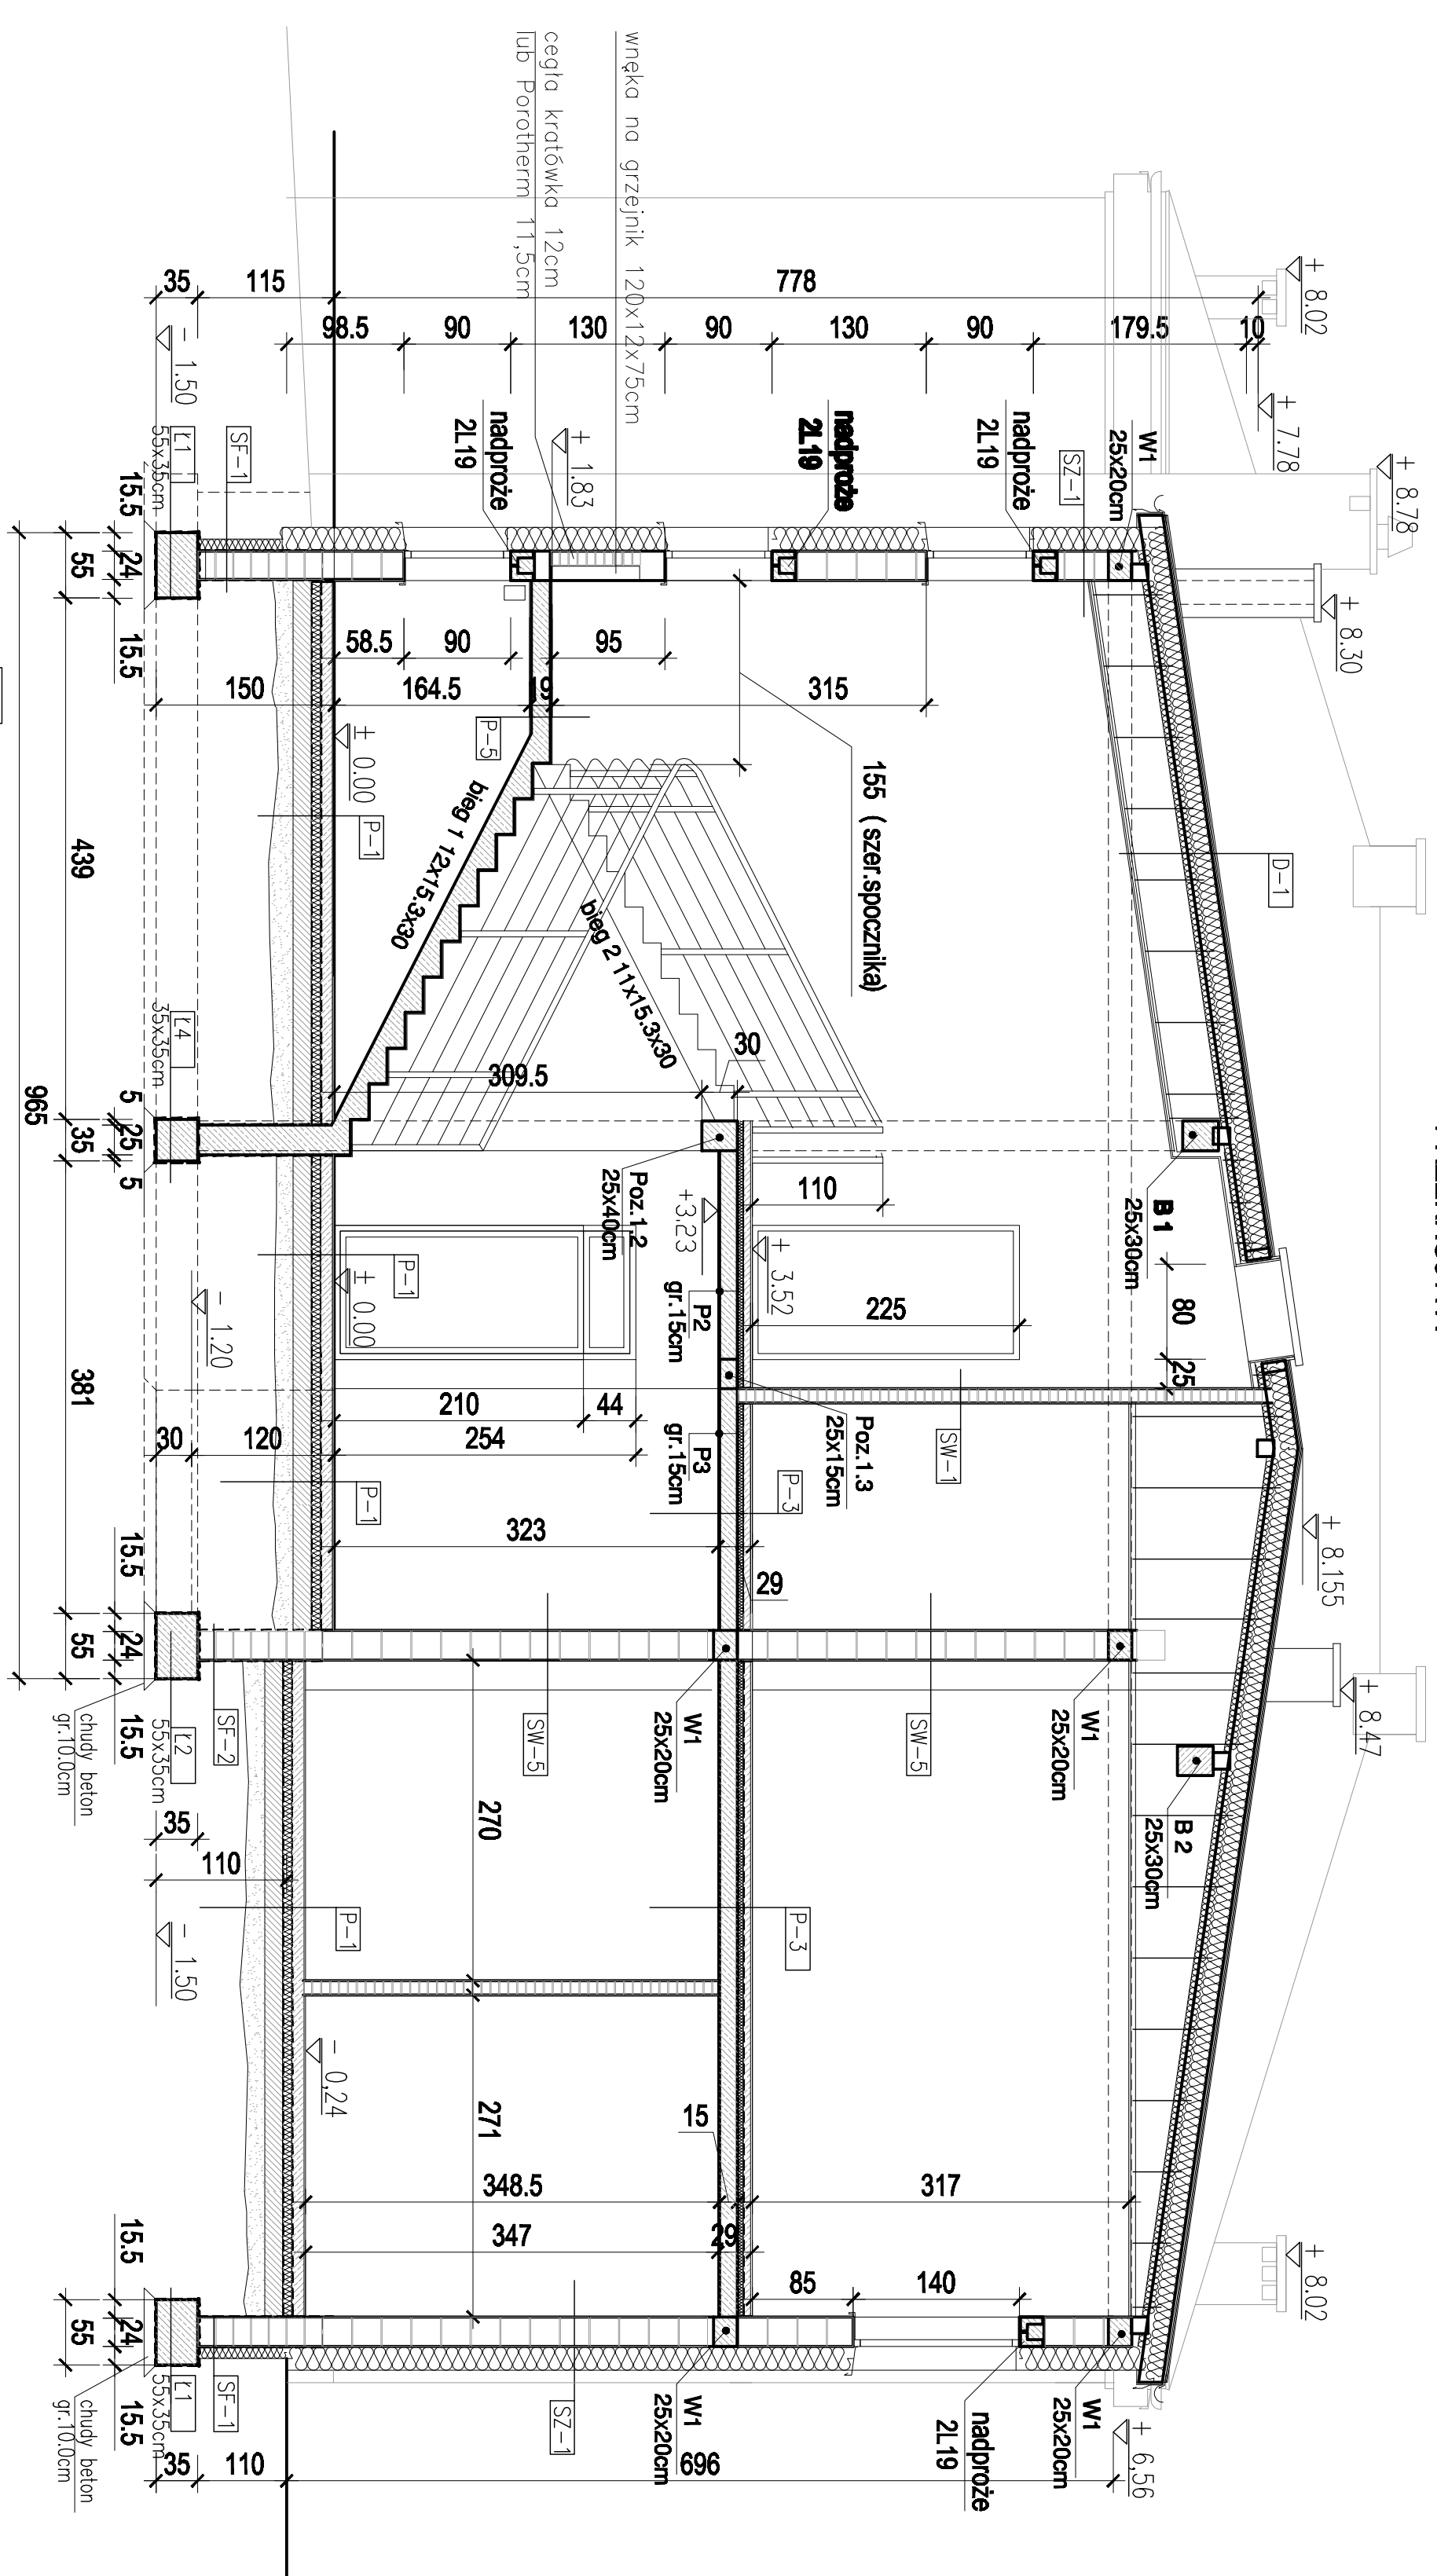 + 8.02
+ 7.78
+ 8.78
+ 8.30
778
115
35
10
179.5
90
130
90
130
90
98.5
- 1.50
wnęka na grzejnik 120x12x75cm
cegła kratówka 12cm
lub Porotherm 11,5cm
W1
25x20cm
SZ-1
nadproże
2L19
nadproże
2L19
+ 1.83
nadproże
2L19
SF-1
Ł1
55x35cm
15.5
24
55
15.5
D-1
315
95
90
58.5
19
164.5
150
155 ( szer.spocznika)
P-5
± 0.00
P-1
bieg 1 12x15.3x30
bieg 2 11x15.3x30
439
30
309.5
Ł4
35x35cm
5
25
35
5
965
B 1
25x30cm
80
25
110
225
+ 3.52
+3,23
Poz.1.2
25x40cm
P2
gr.15cm
P-1
± 0.00
- 1.20
381
Poz.1.3
25x15cm
SW-1
P3
gr.15cm
P-3
210
44
254
30
120
P-1
323
29
+ 8.155
15.5
24
55
15.5
+ 8.47
W1
25x20cm
SW-5
W1
25x20cm
SW-5
SF-2
Ł2
55x35cm
chudy beton
gr.10.0cm
B 2
25x30cm
270
35
110
P-3
P-1
- 1.50
- 0,24
271
15
348.5
317
347
29
85
140
+ 8.02
15.5
24
55
15.5
W1
25x20cm
nadproże
2L19
W1
25x20cm
SZ-1
SF-1
Ł1
55x35cm
chudy beton
gr.10.0cm
+ 6,56
696
110
35